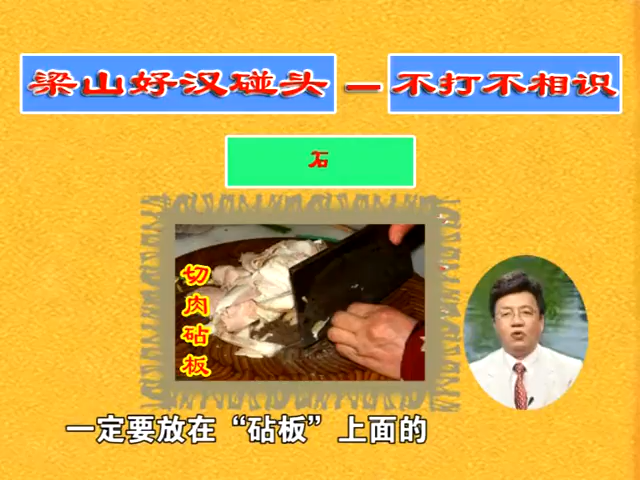 梁山好汉碰头 — 不打不相识
石
切肉砧板
一定要放在“砧板”上面的